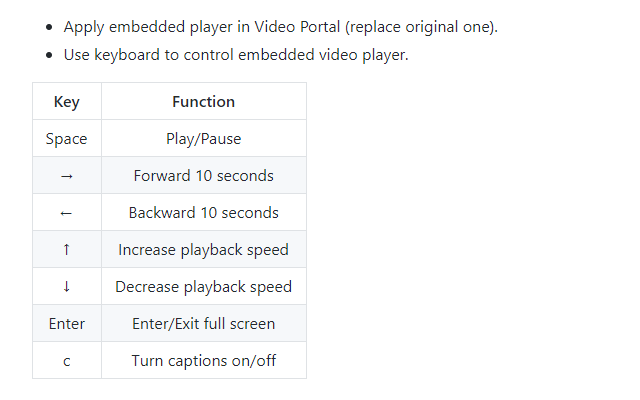 • Apply embedded player in Video Portal (replace original one).
• Use keyboard to control embedded video player.
Key Function
Space Play/Pause
→ Forward 10 seconds
← Backward 10 seconds
↑ Increase playback speed
↓ Decrease playback speed
Enter Enter/Exit full screen
c Turn captions on/off